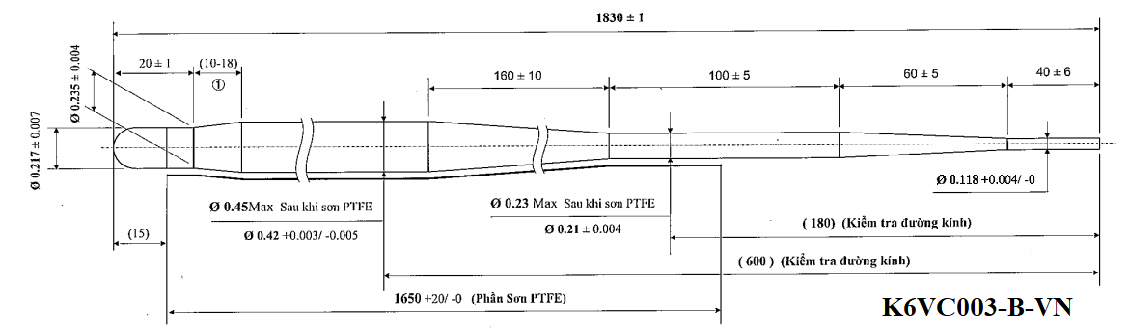 1830 ± 1
20 ± 1
(10-18)
①
160 ± 10
100 ± 5
60 ± 5
40 ± 6
Ø 0.235 ± 0.004
Ø 0.217 ± 0.007
Ø 0.118 +0.004/ -0
Ø 0.45Max Sau khi sơn PTFE
Ø 0.42 +0.003/ -0.005
Ø 0.23 Max Sau khi sơn PTFE
Ø 0.21 ± 0.004
(15)
( 180) (Kiểm tra đường kính)
( 600 ) (Kiểm tra đường kính)
1650 +20/ -0 (Phần Sơn PTFE)
K6VC003-B-VN